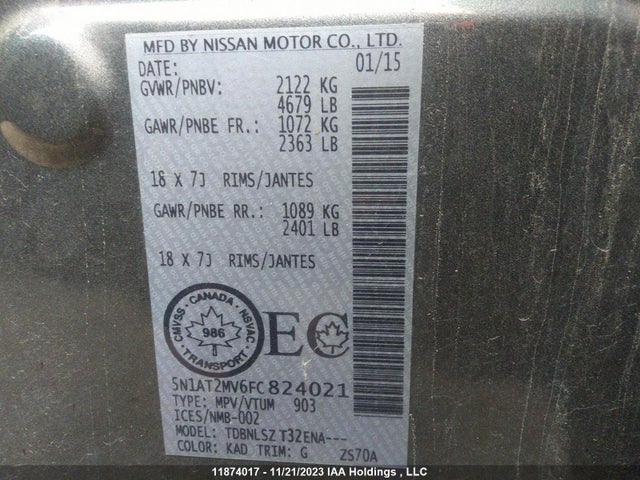 MFD BY NISSAN MOTOR CO., LTD.
DATE: 01/15
GVWR/PNBV: 2122 KG
4679 LB
GAWR/PNBE FR.: 1072 KG
2363 LB
18 X 7J RIMS/JANTES
GAWR/PNBE RR.: 1089 KG
2401 LB
18 X 7J RIMS/JANTES
CMVSS · CANADA · NSVAC
986
TRANSPORT
EC
5N1AT2MV6FC824021
TYPE: MPV/VTUM 903
ICES/NMB-002
MODEL: TDBNLSZ T32ENA---
COLOR: KAD TRIM: G ZS70A
11874017 - 11/21/2023 IAA Holdings , LLC